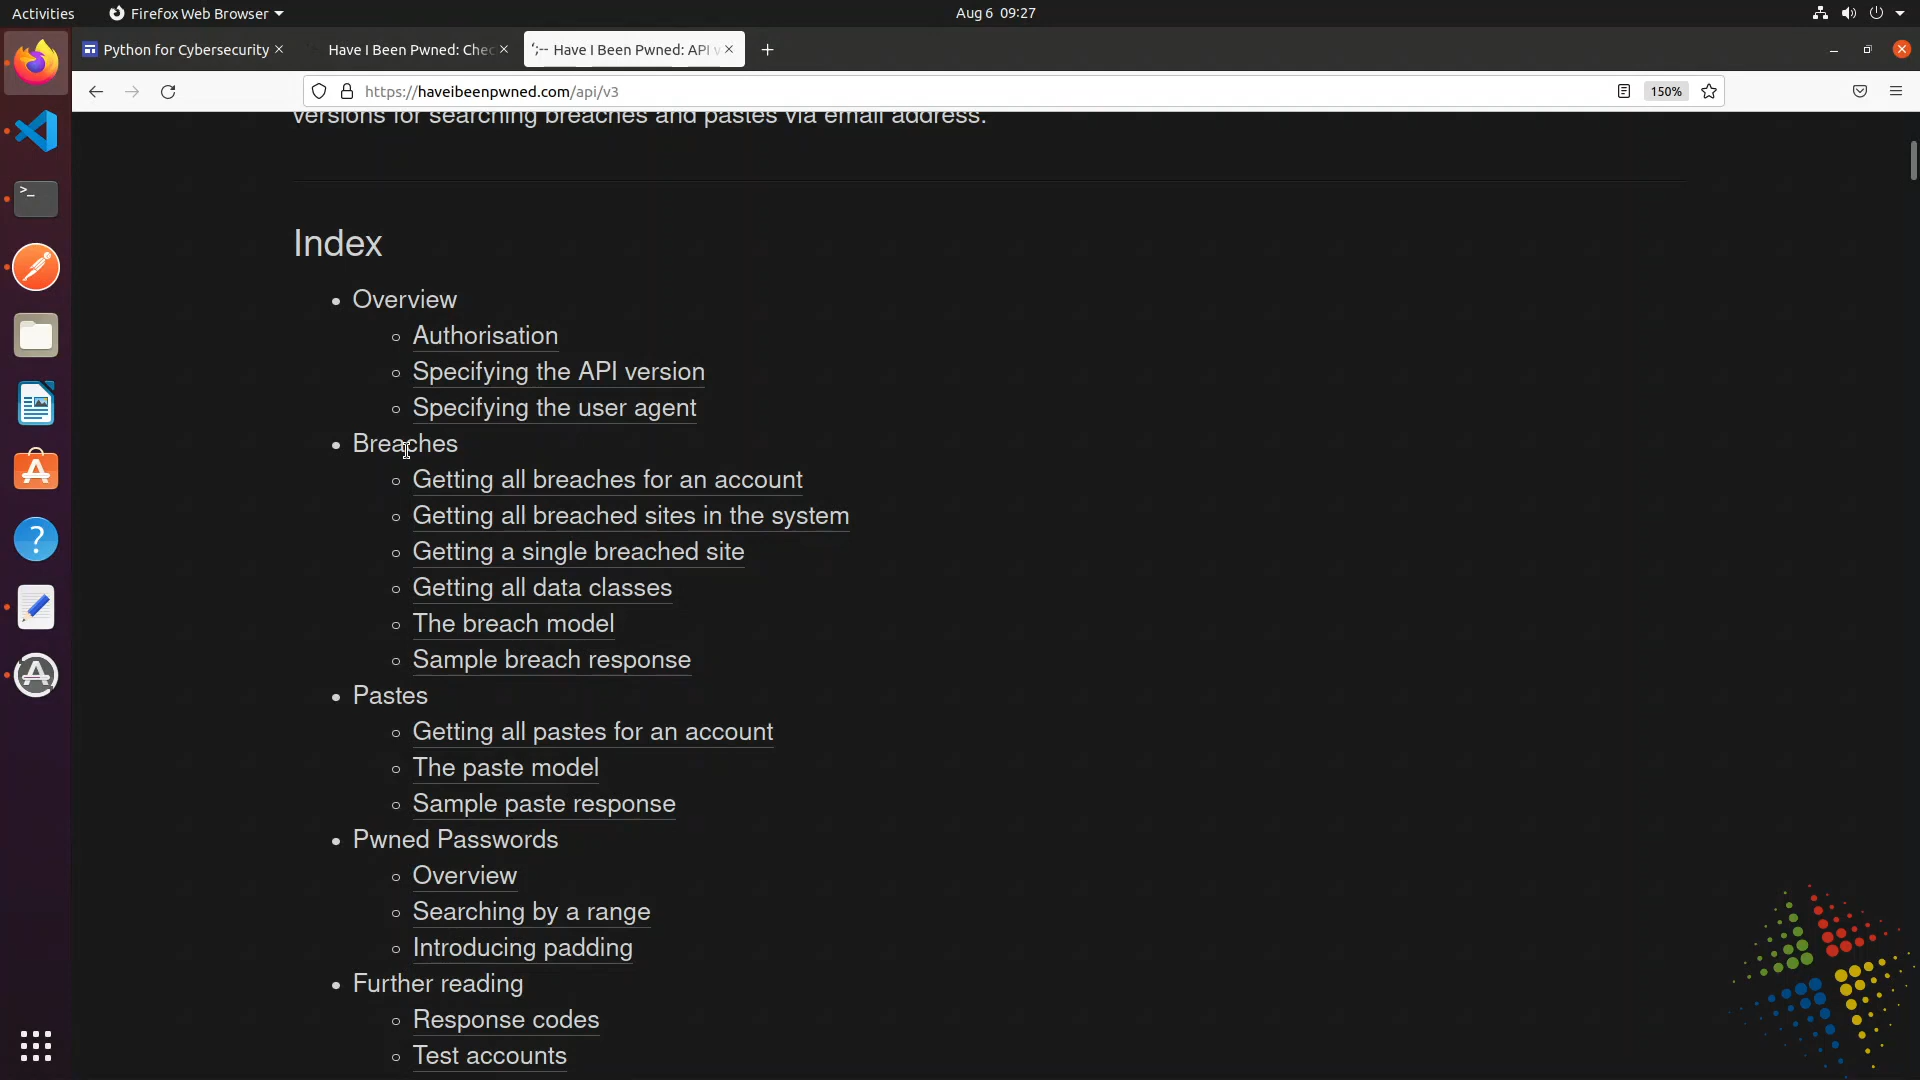 Activities
Firefox Web Browser
Aug 6 09:27
Python for Cybersecurity
Have I Been Pwned: Chec
';-- Have I Been Pwned: API v
https://haveibeenpwned.com/api/v3
150%
versions for searching breaches and pastes via email address.
Index
Overview
Authorisation
Specifying the API version
Specifying the user agent
Breaches
Getting all breaches for an account
Getting all breached sites in the system
Getting a single breached site
Getting all data classes
The breach model
Sample breach response
Pastes
Getting all pastes for an account
The paste model
Sample paste response
Pwned Passwords
Overview
Searching by a range
Introducing padding
Further reading
Response codes
Test accounts